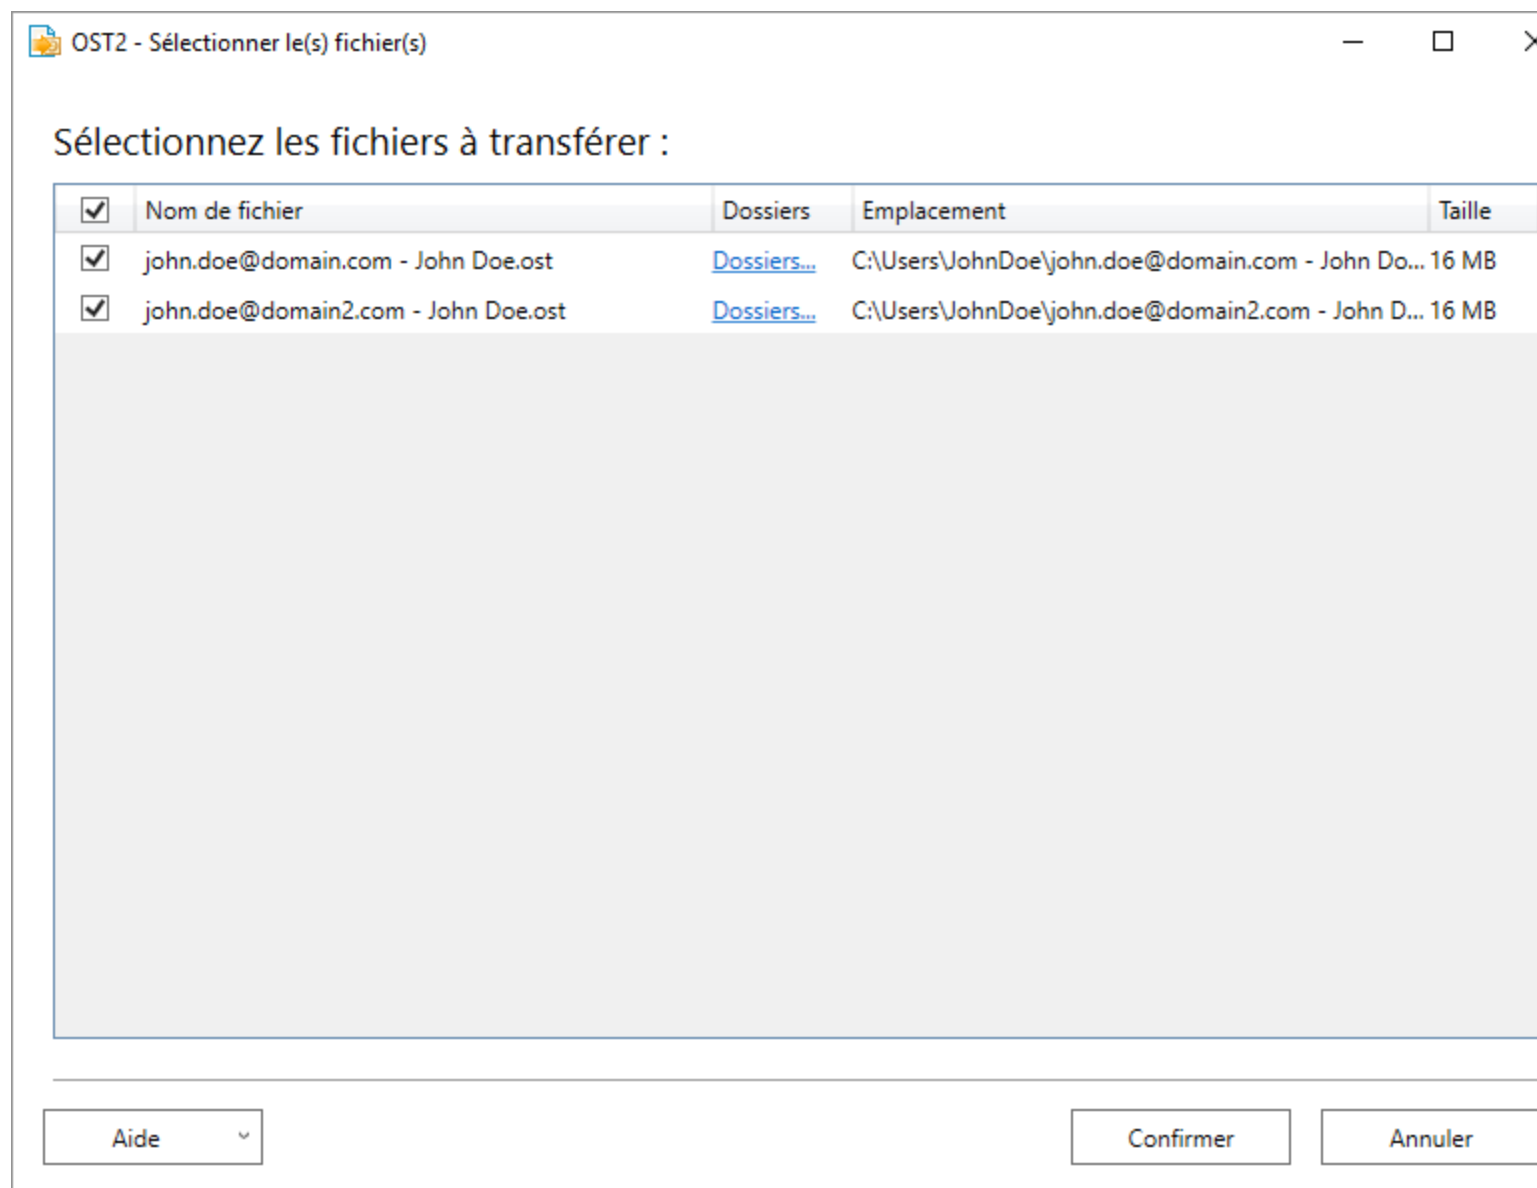 OST2 - Sélectionner le(s) fichier(s)
Sélectionnez les fichiers à transférer :
Nom de fichier Dossiers Emplacement Taille
john.doe@domain.com - John Doe.ost Dossiers... C:\Users\JohnDoe\john.doe@domain.com - John Do... 16 MB
john.doe@domain2.com - John Doe.ost Dossiers... C:\Users\JohnDoe\john.doe@domain2.com - John D... 16 MB
Aide Confirmer Annuler